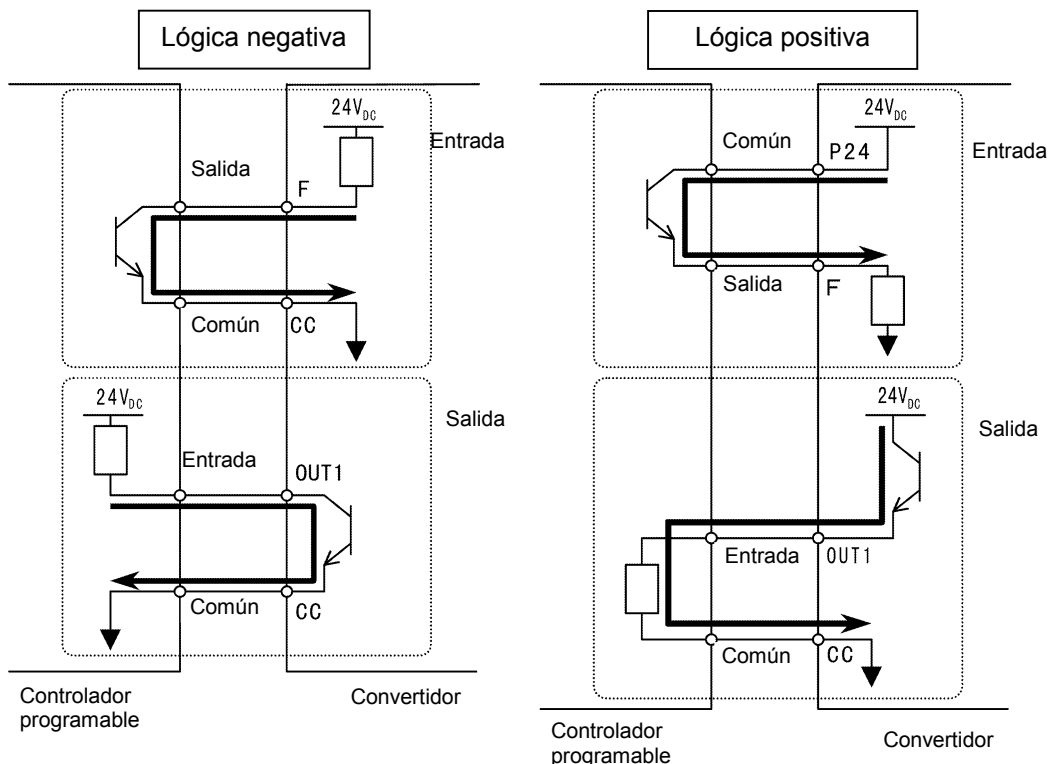 Lógica negativa
24VDC
Entrada
Salida
F
Común
CC
24VDC
Salida
Entrada
OUT1
Común
CC
Controlador
programable
Convertidor
Lógica positiva
24VDC
Común
P24
Entrada
Salida
F
24VDC
Salida
Entrada
OUT1
Común
CC
Controlador
programable
Convertidor